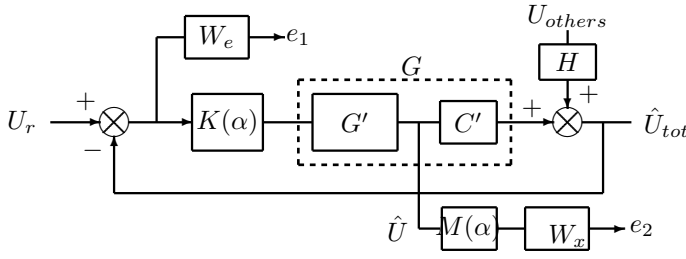 U_others
W_e e_1
H
G
+ +
U_r K(α) G′ C′ + Û_tot
−
Û M(α) W_x e_2